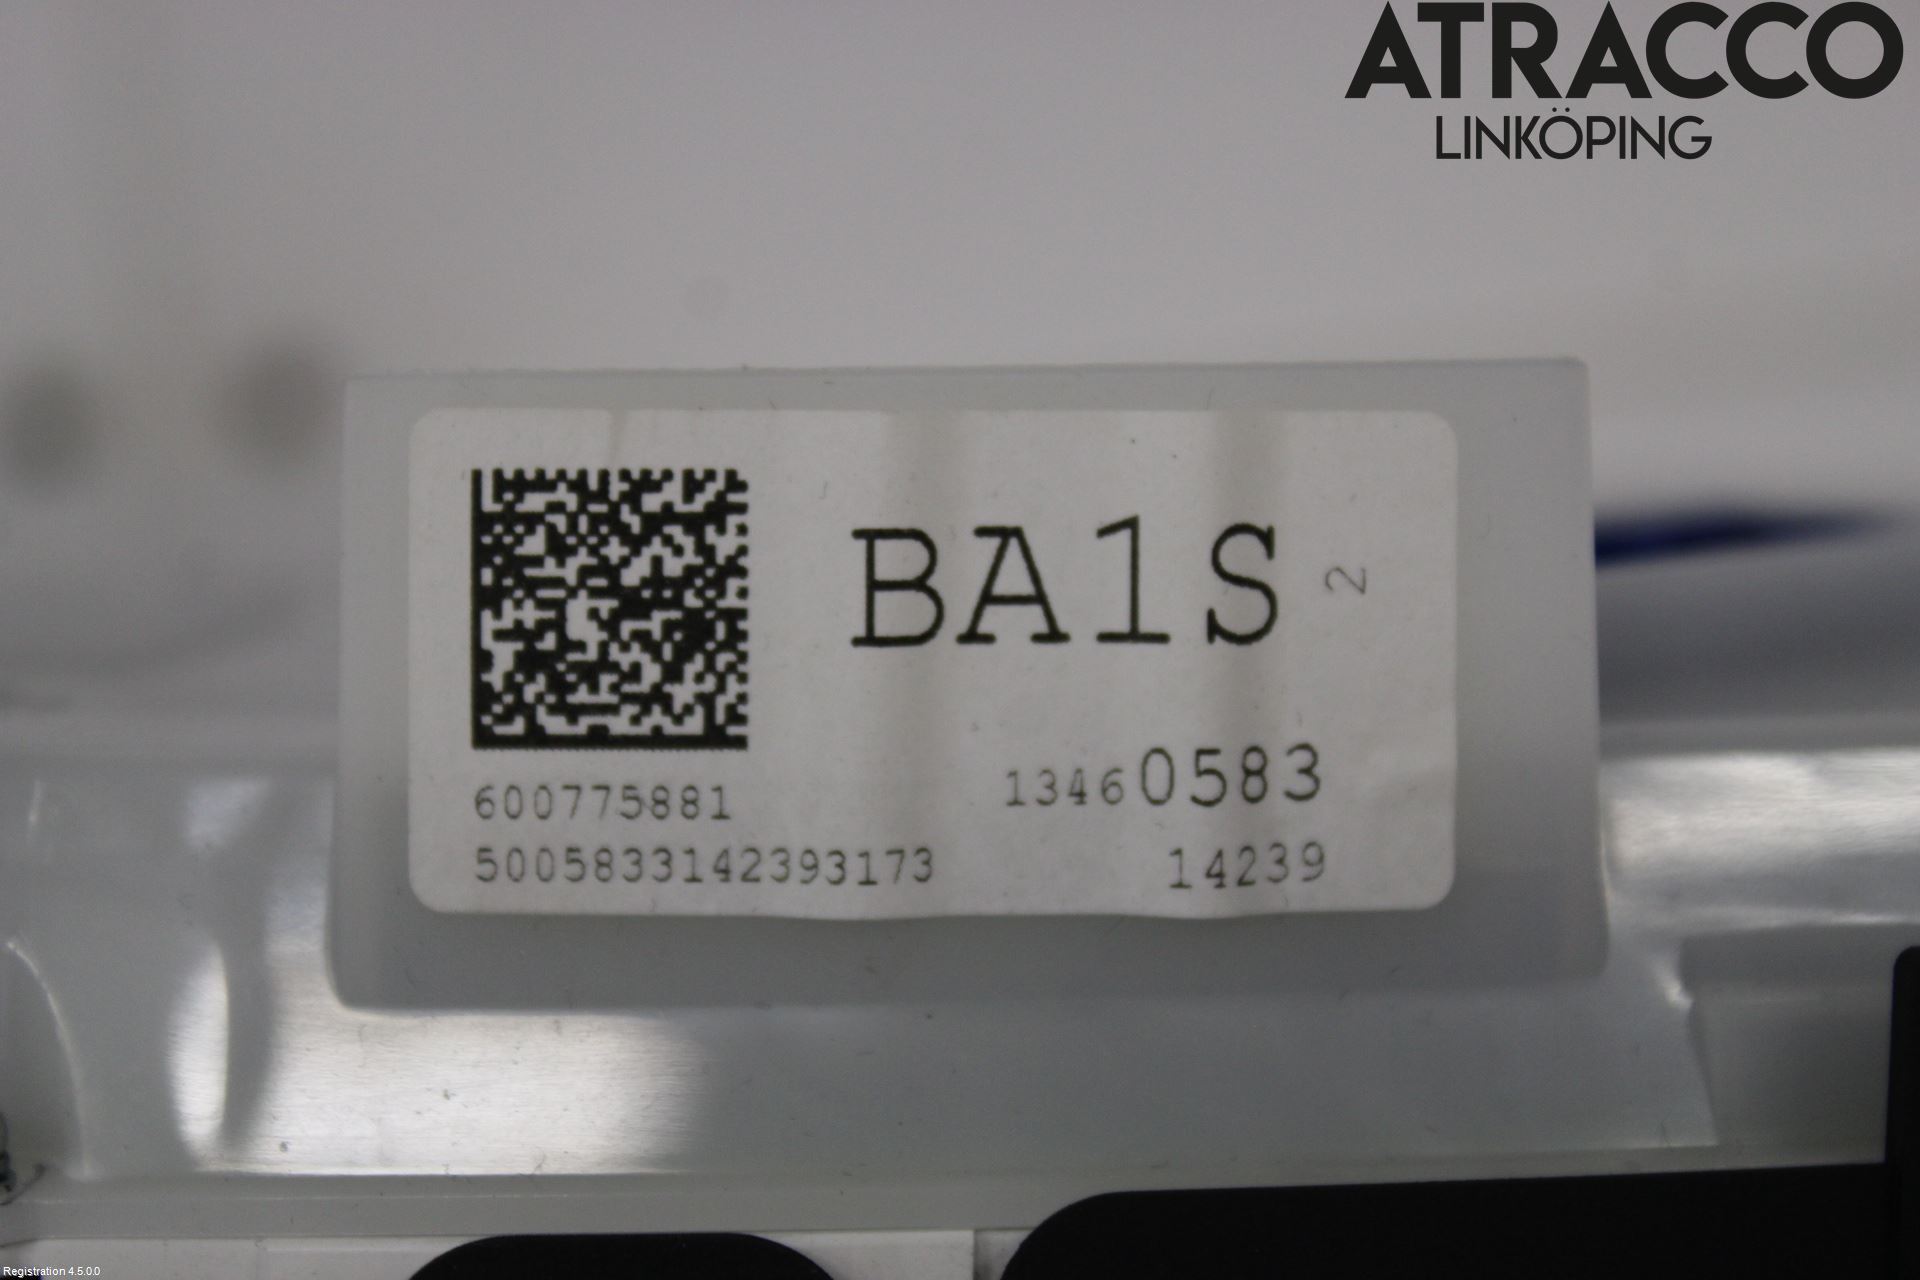 ATRACCO
LINKÖPING
BA1S 2
600775881
13460583
5005833142393173
14239
Registration 4.5.0.0